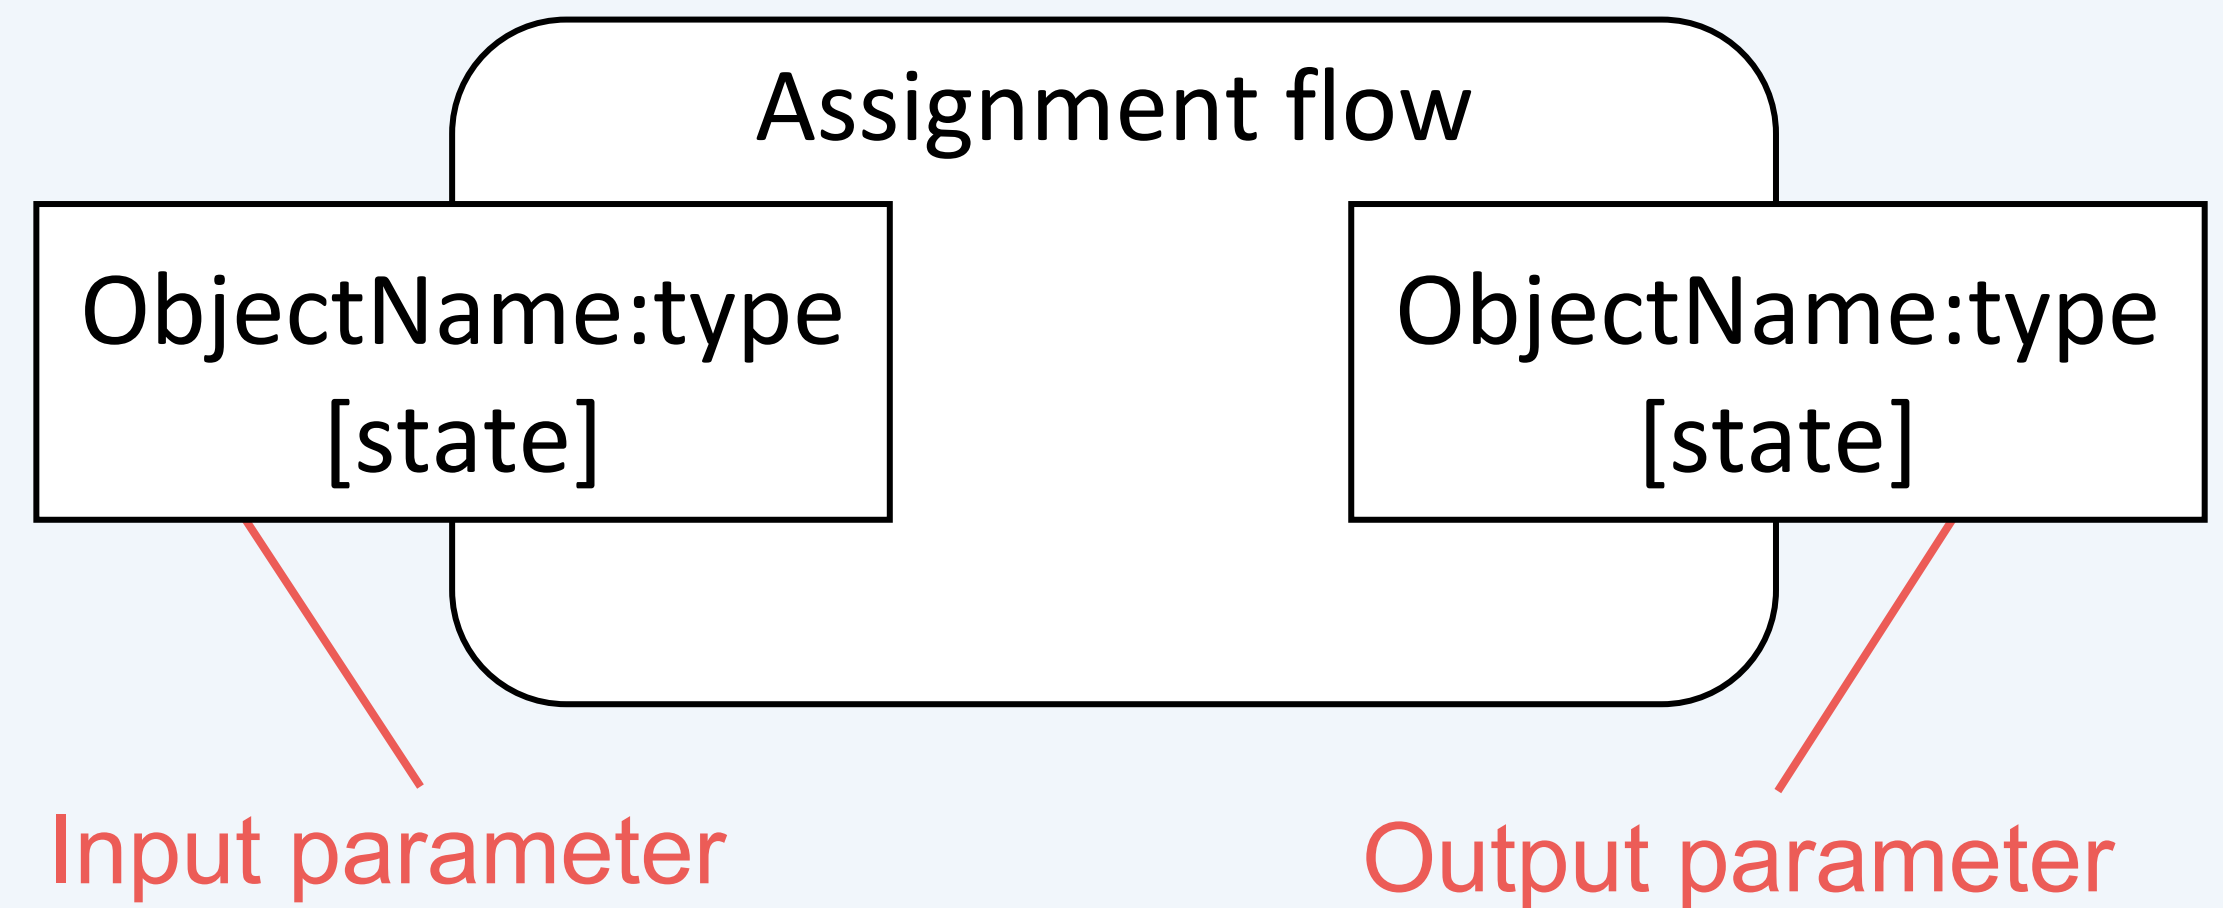 Assignment flow
ObjectName:type
[state]
ObjectName:type
[state]
Input parameter
Output parameter